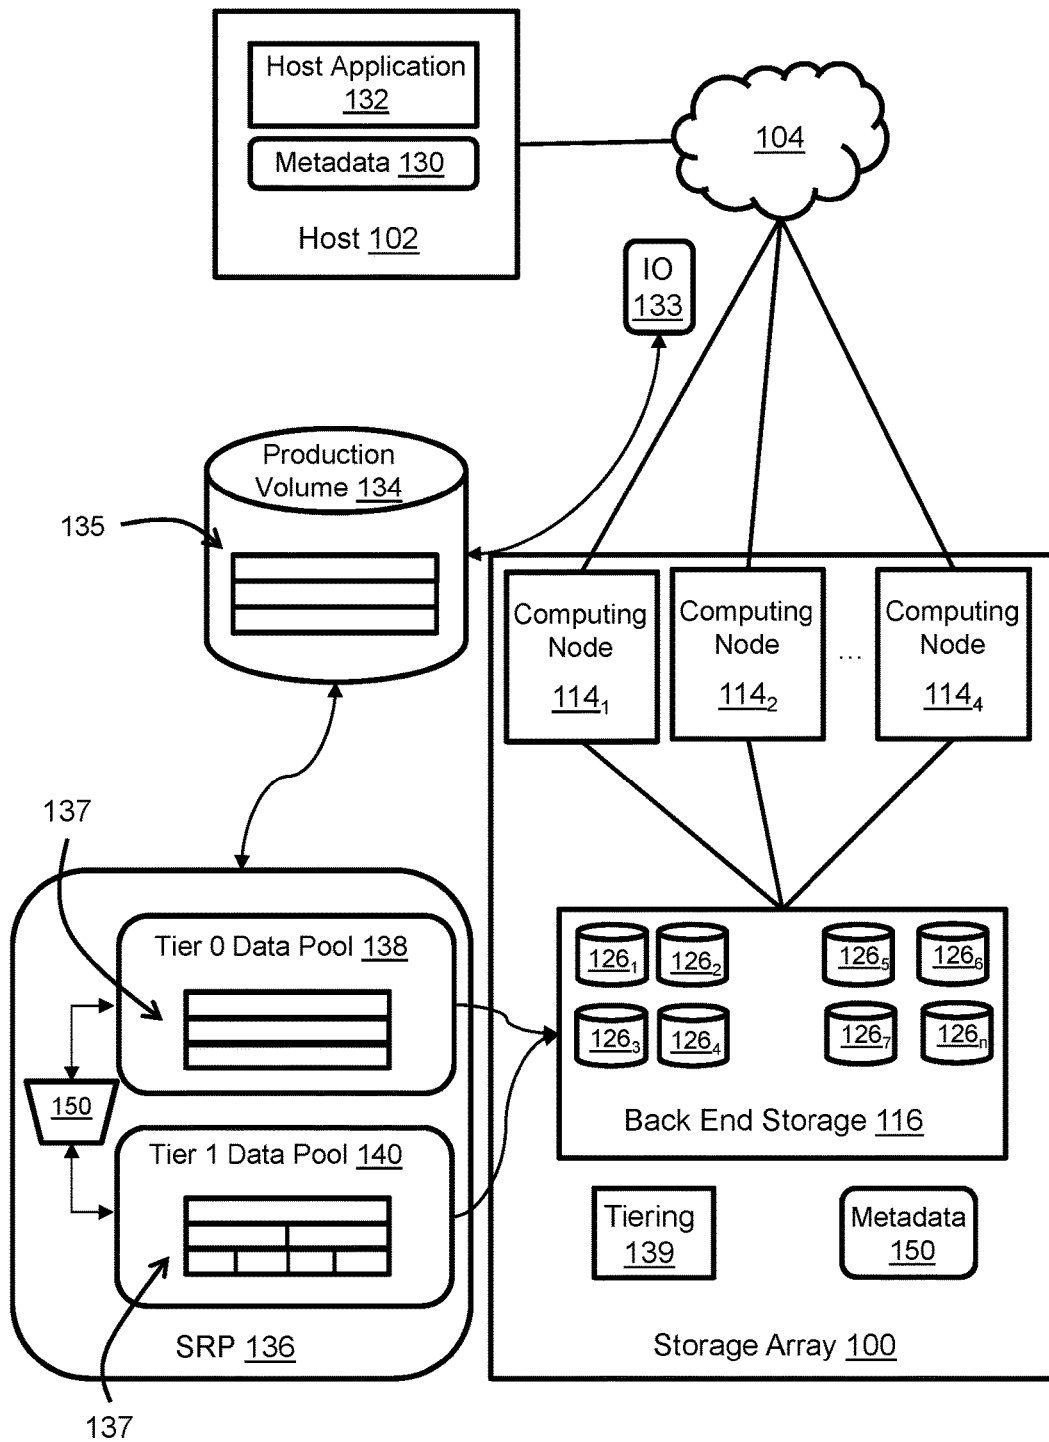 Host Application
132
Metadata 130
Host 102
104
IO
133
Production
Volume 134
135
Computing
Node
114₁
Computing
Node
114₂
...
Computing
Node
114₄
137
Tier 0 Data Pool 138
150
Tier 1 Data Pool 140
SRP 136
137
126₁
126₂
126₅
126₆
126₃
126₄
126₇
126ₙ
Back End Storage 116
Tiering
139
Metadata
150
Storage Array 100